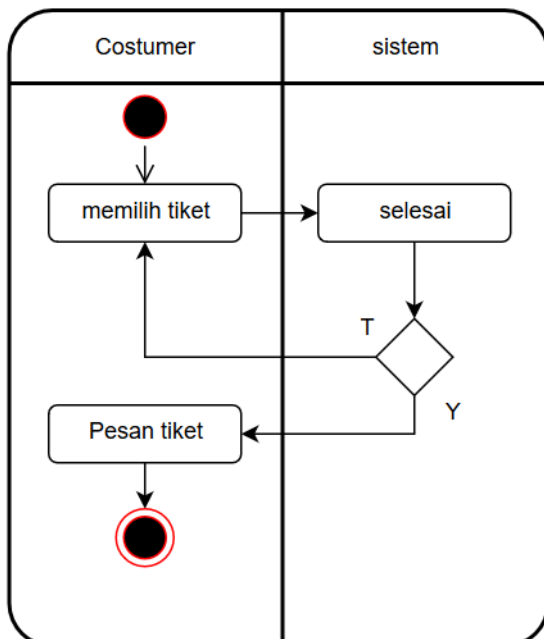 Costumer
sistem
memilih tiket
selesai
T
Y
Pesan tiket